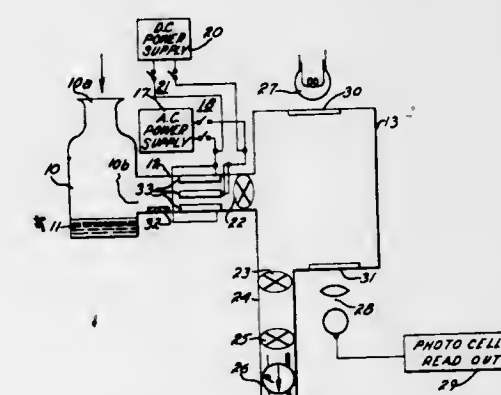 D.C.
POWER
SUPPLY
20
27
30
10a
17
21
18
A.C.
POWER
SUPPLY
13
10
10b
12
33
11
32
22
23
31
24
28
25
26
PHOTO CELL
READ OUT
29